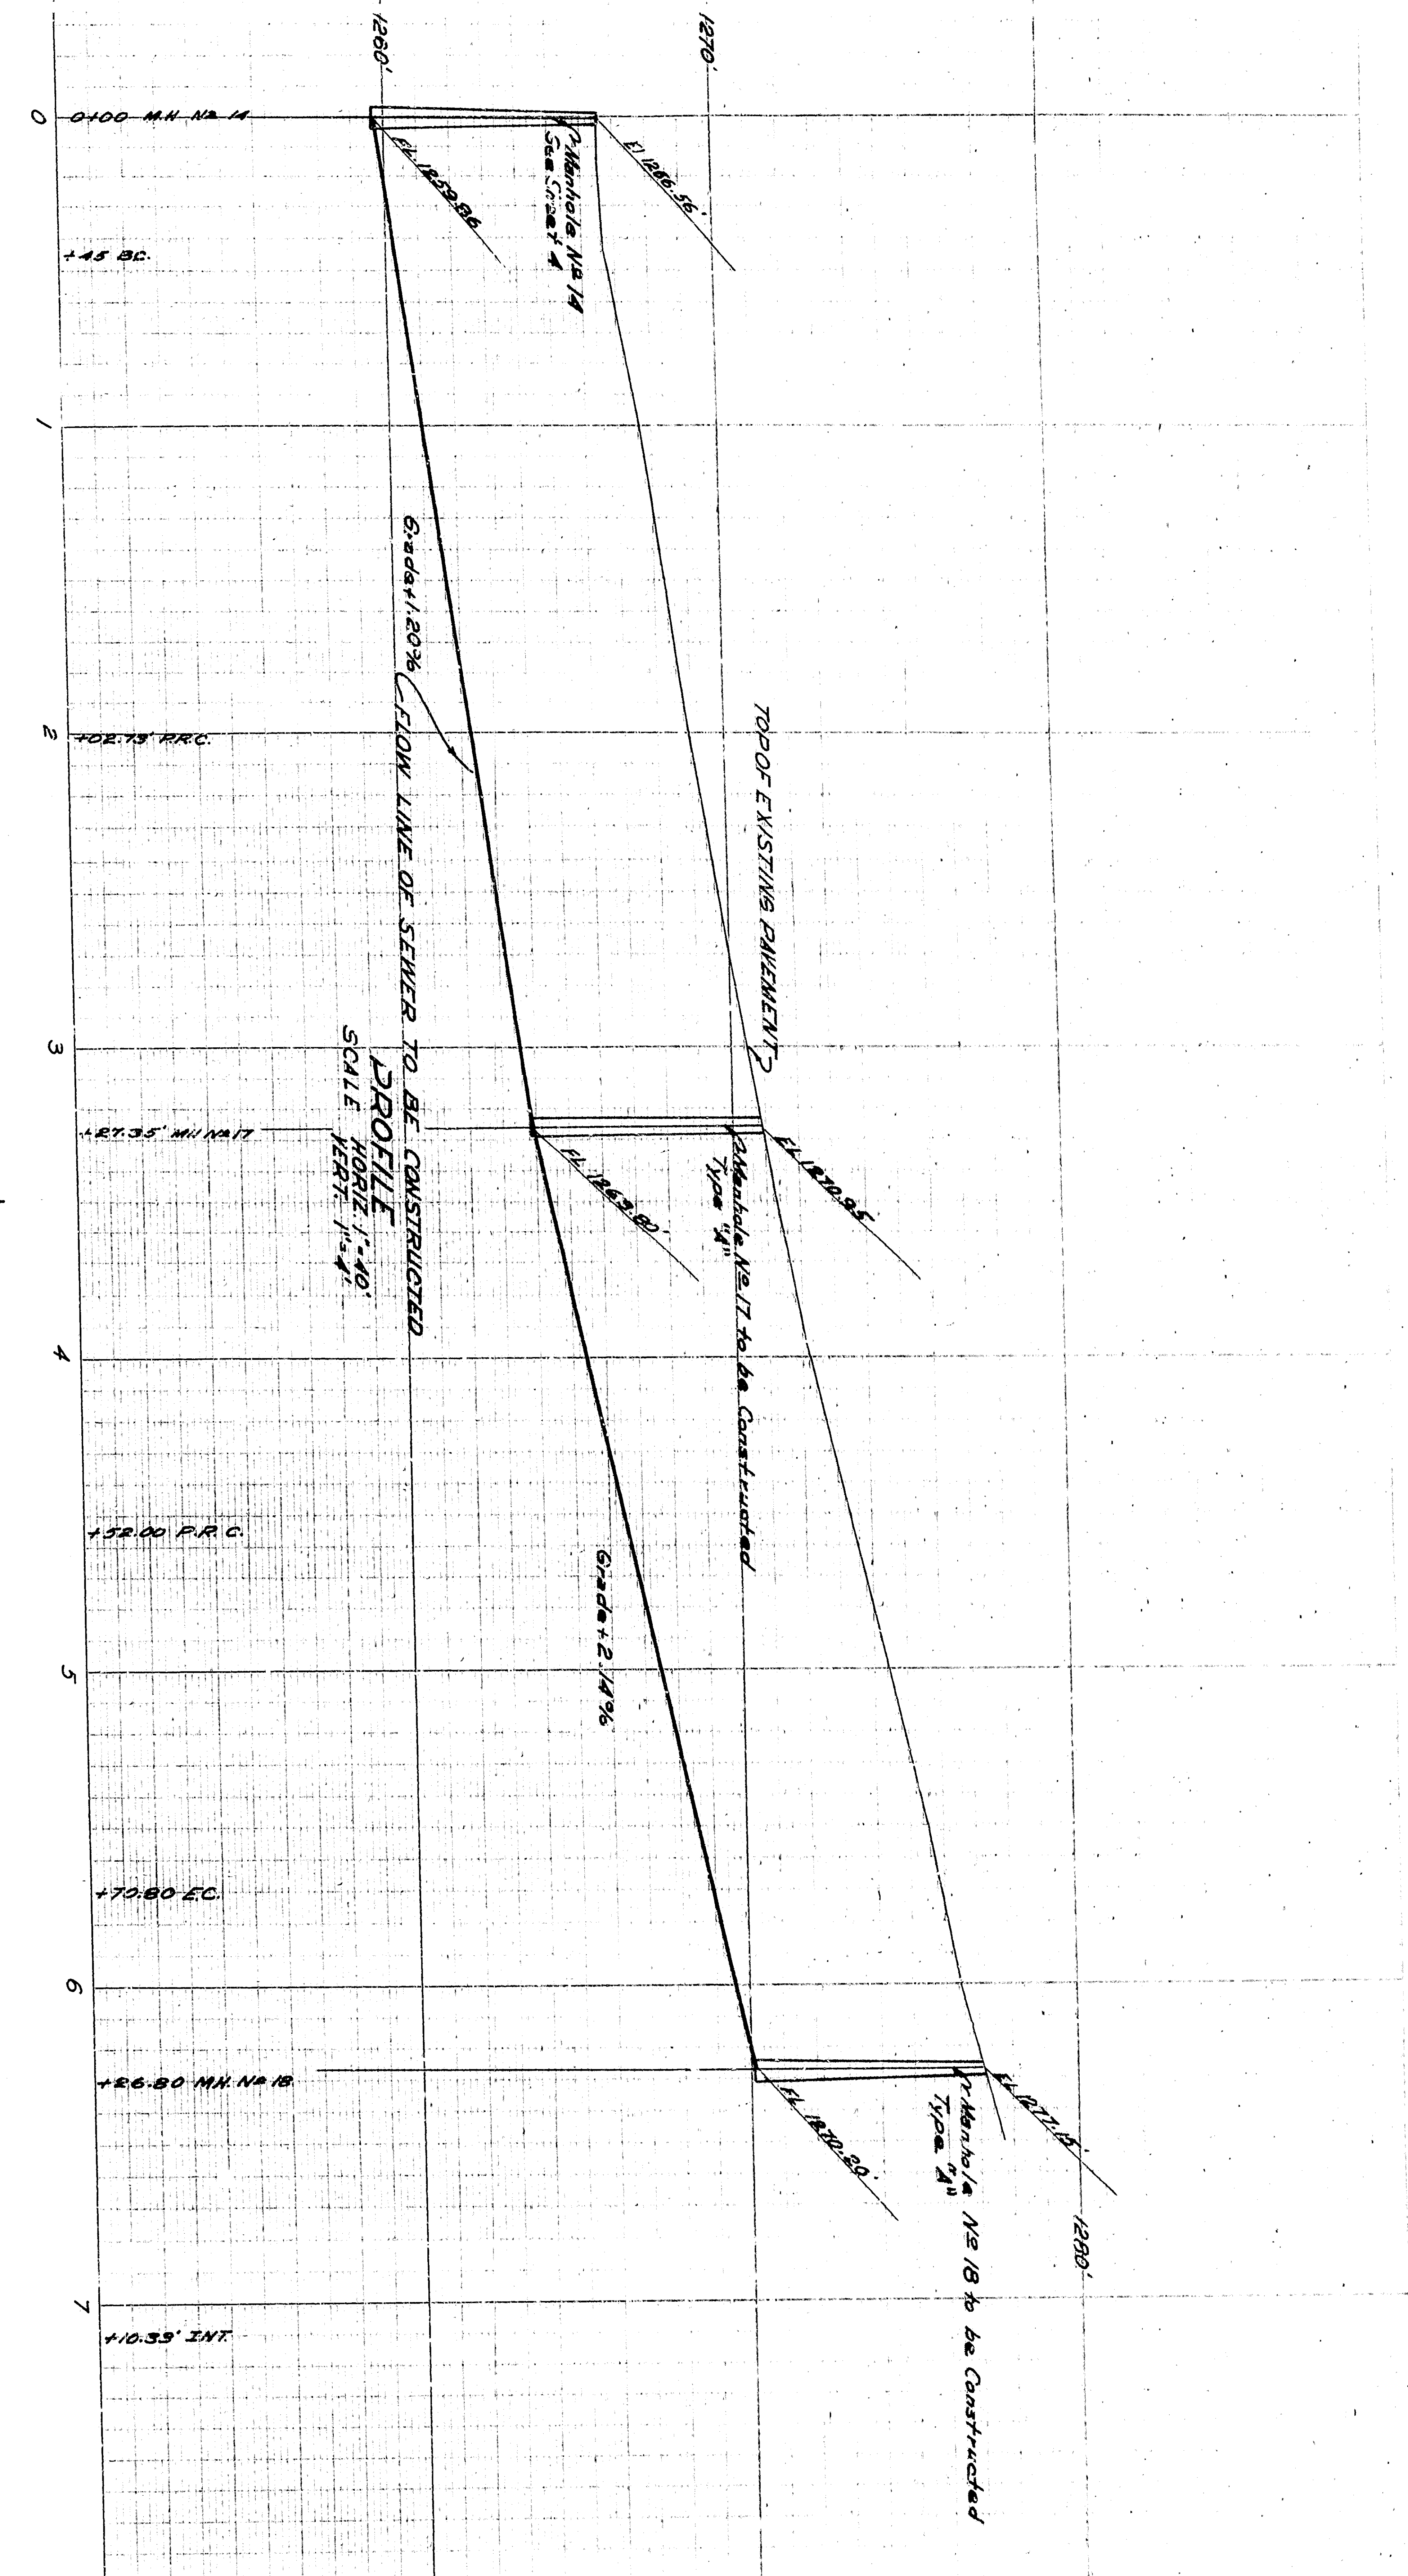 1260'
1270'
0
0+00 M.H. No 14
El 1266.56'
FL 1259.86
Manhole No 14
See Sheet 4
+45 B.C.
1
Grade+1.20%
FLOW LINE OF SEWER TO BE CONSTRUCTED
TOP OF EXISTING PAVEMENT
2
+02.73' P.R.C.
3
PROFILE
SCALE HORIZ. 1"=40'
VERT. 1"=4'
+27.35' MH No 17
FL 1263.80'
EL 1270.95'
Manhole No 17 to be Constructed
Type "A"
4
+52.00 P.R.C.
Grade+2.14%
5
+70.80 E.C.
6
+26.80 M.H. No 18
FL 1270.20'
EL 1277.15'
Manhole No 18 to be Constructed
Type "A"
1280'
7
+10.33' INT.